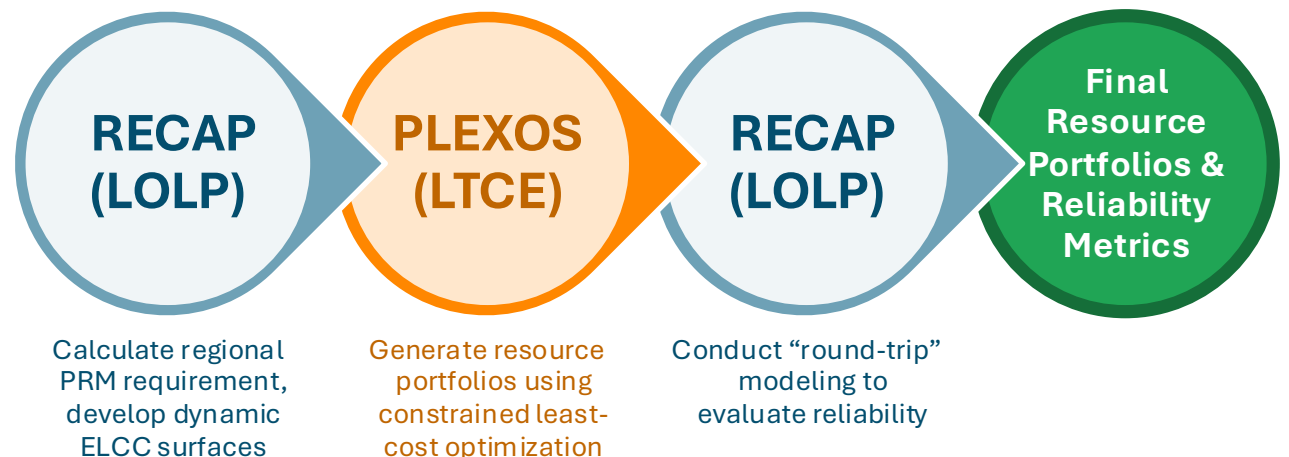 RECAP
(LOLP)
PLEXOS
(LTCE)
RECAP
(LOLP)
Final
Resource
Portfolios &
Reliability
Metrics
Calculate regional
PRM requirement,
develop dynamic
ELCC surfaces
Generate resource
portfolios using
constrained least-
cost optimization
Conduct “round-trip”
modeling to
evaluate reliability